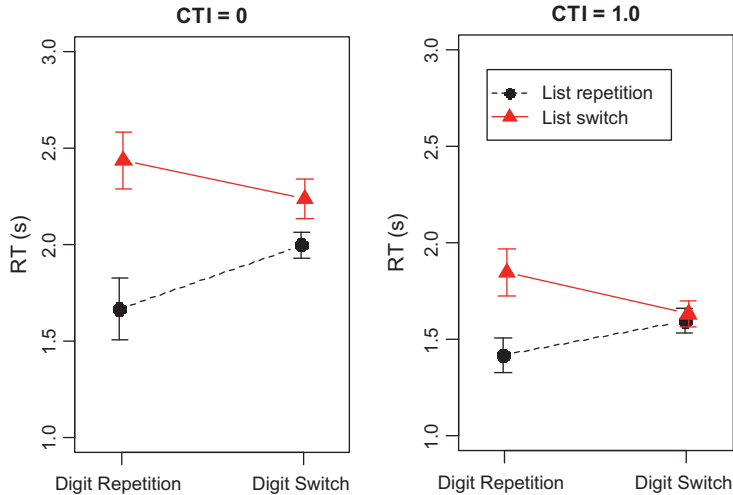 CTI = 0
RT (s)
3.0
2.5
2.0
1.5
1.0
Digit Repetition
Digit Switch
CTI = 1.0
RT (s)
3.0
2.5
2.0
1.5
1.0
List repetition
List switch
Digit Repetition
Digit Switch